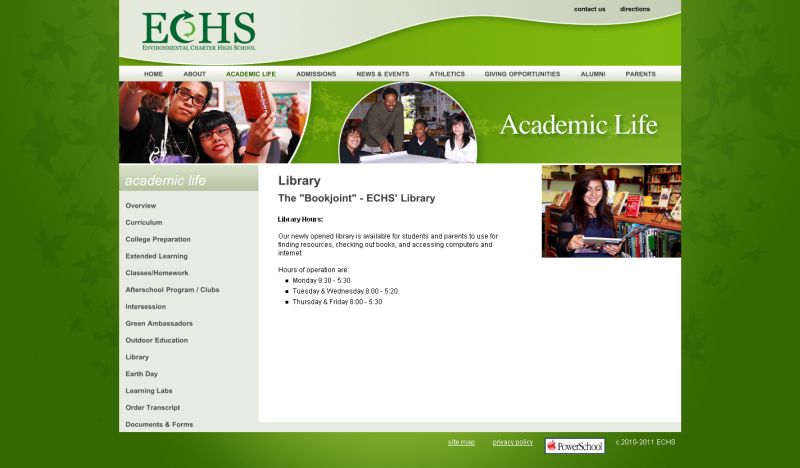 contact us directions
ECHS
ENVIRONMENTAL CHARTER HIGH SCHOOL
HOME ABOUT ACADEMIC LIFE ADMISSIONS NEWS & EVENTS ATHLETICS GIVING OPPORTUNITIES ALUMNI PARENTS
Academic Life
academic life
Overview
Curriculum
College Preparation
Extended Learning
Classes/Homework
Afterschool Program / Clubs
Intersession
Green Ambassadors
Outdoor Education
Library
Earth Day
Learning Labs
Order Transcript
Documents & Forms
Library
The "Bookjoint" - ECHS' Library
Library Hours:
Our newly opened library is available for students and parents to use for
finding resources, checking out books, and accessing computers and
internet.
Hours of operation are:
Monday 9:30 - 5:30
Tuesday & Wednesday 8:00 - 5:20.
Thursday & Friday 8:00 - 5:30
site map privacy policy PowerSchool c.2010-2011 ECHS